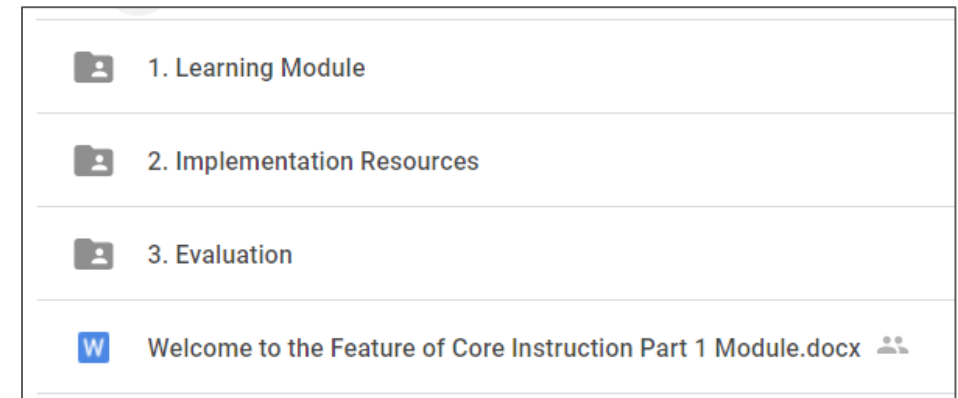 1. Learning Module
2. Implementation Resources
3. Evaluation
W Welcome to the Feature of Core Instruction Part 1 Module.docx